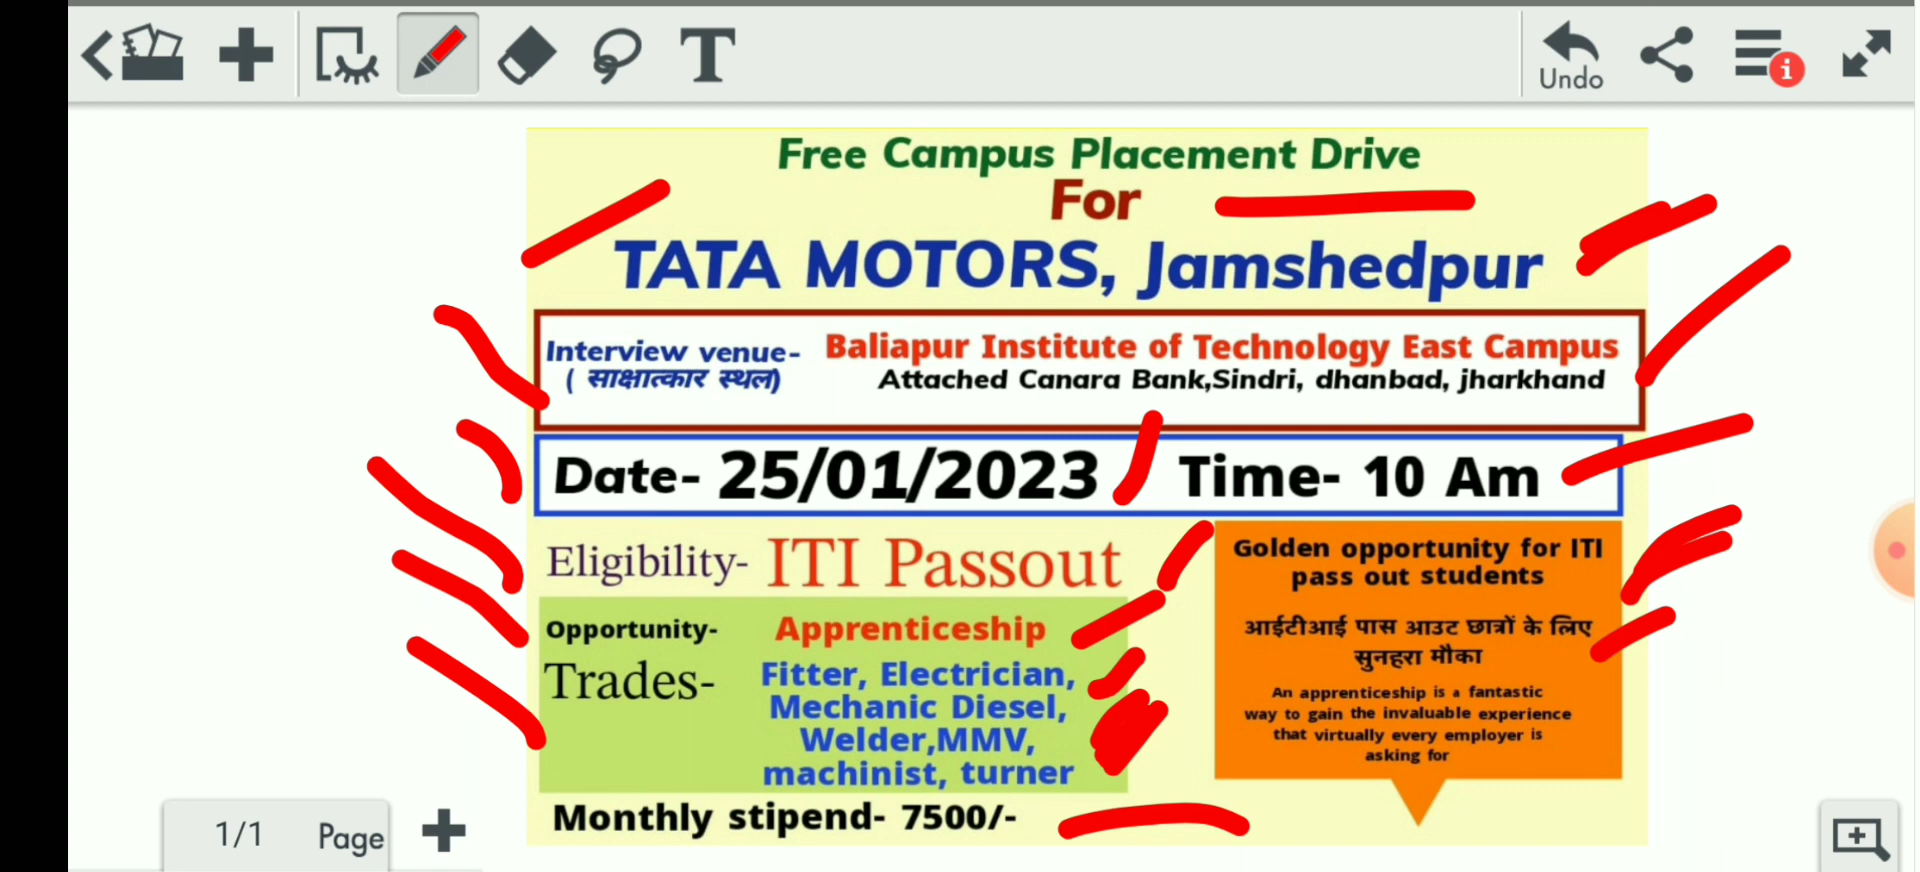 Undo
i
Free Campus Placement Drive
For
TATA MOTORS, Jamshedpur
Interview venue-
( साक्षात्कार स्थल)
Baliapur Institute of Technology East Campus
Attached Canara Bank,Sindri, dhanbad, jharkhand
Date- 25/01/2023
Time- 10 Am
Eligibility- ITI Passout
Opportunity- Apprenticeship
Trades- Fitter, Electrician,
Mechanic Diesel,
Welder,MMV,
machinist, turner
Monthly stipend- 7500/-
Golden opportunity for ITI
pass out students
आईटीआई पास आउट छात्रों के लिए
सुनहरा मौका
An apprenticeship is a fantastic
way to gain the invaluable experience
that virtually every employer is
asking for
1/1 Page